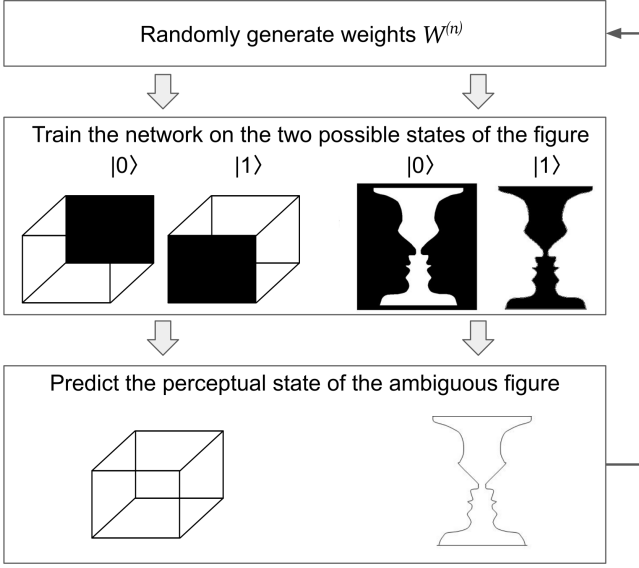 Randomly generate weights W⁽ⁿ⁾
Train the network on the two possible states of the figure
|0⟩ |1⟩ |0⟩ |1⟩
Predict the perceptual state of the ambiguous figure